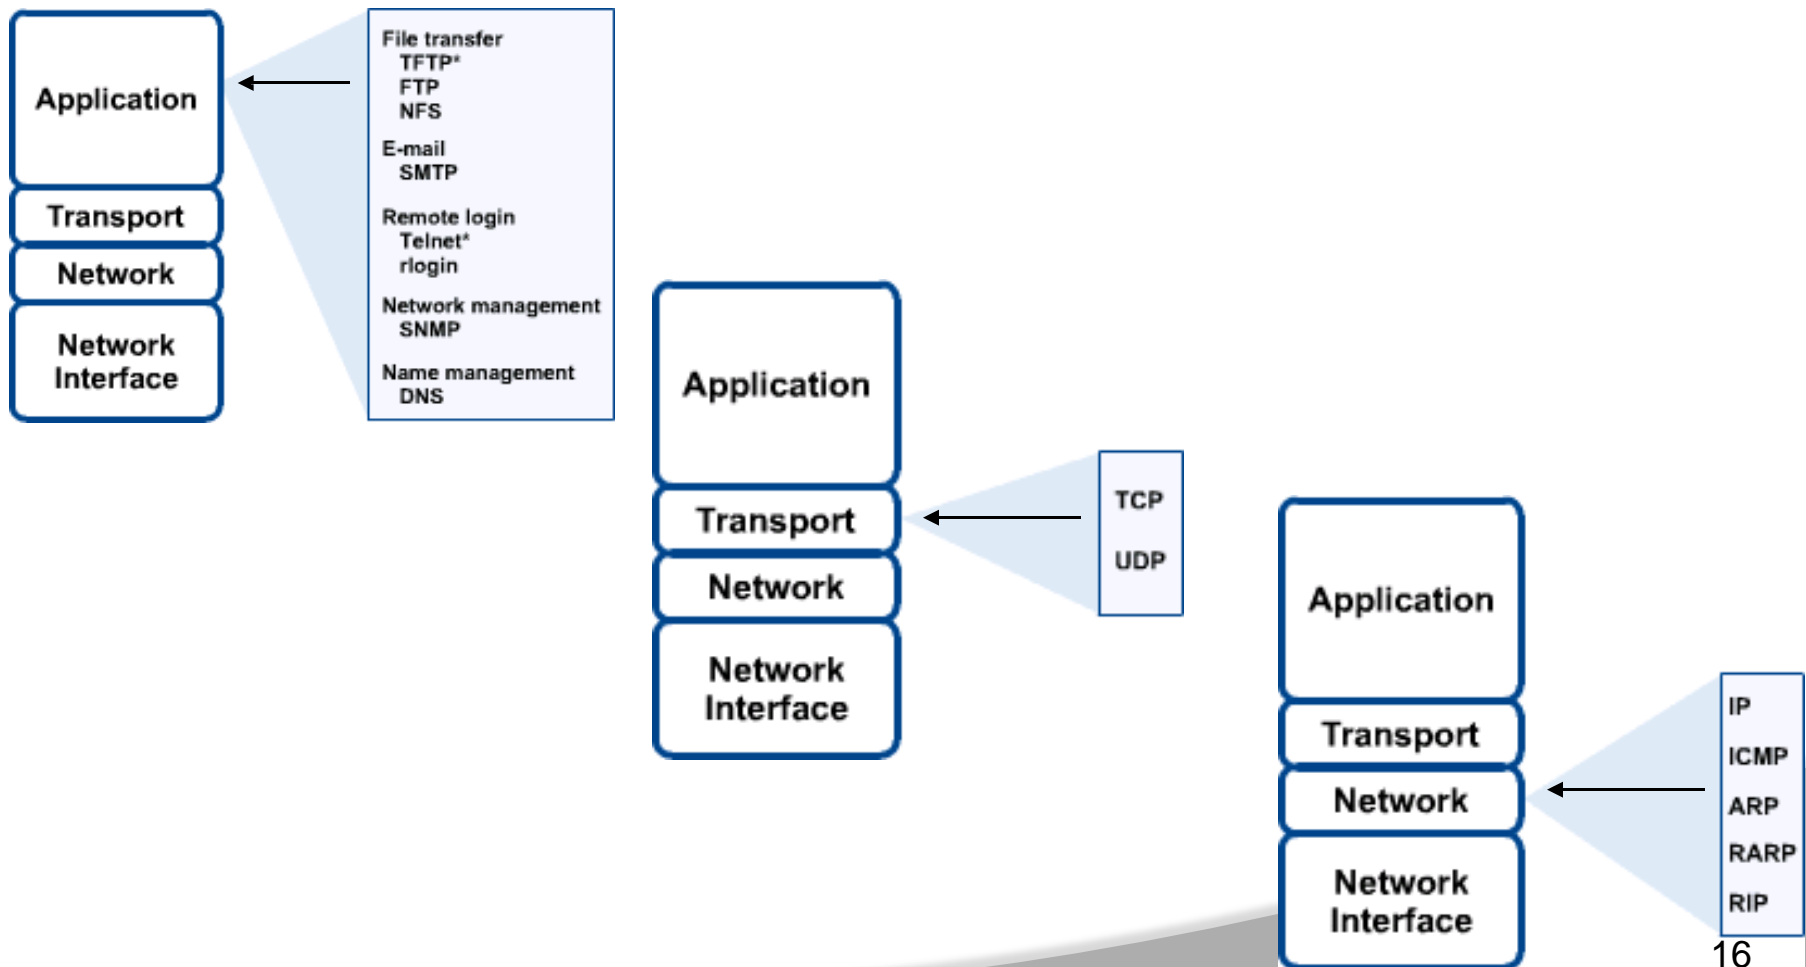 Application
Transport
Network
Network
Interface
File transfer
TFTP*
FTP
NFS
E-mail
SMTP
Remote login
Telnet*
rlogin
Network management
SNMP
Name management
DNS
Application
Transport
Network
Network
Interface
TCP
UDP
Application
Transport
Network
Network
Interface
IP
ICMP
ARP
RARP
RIP
16